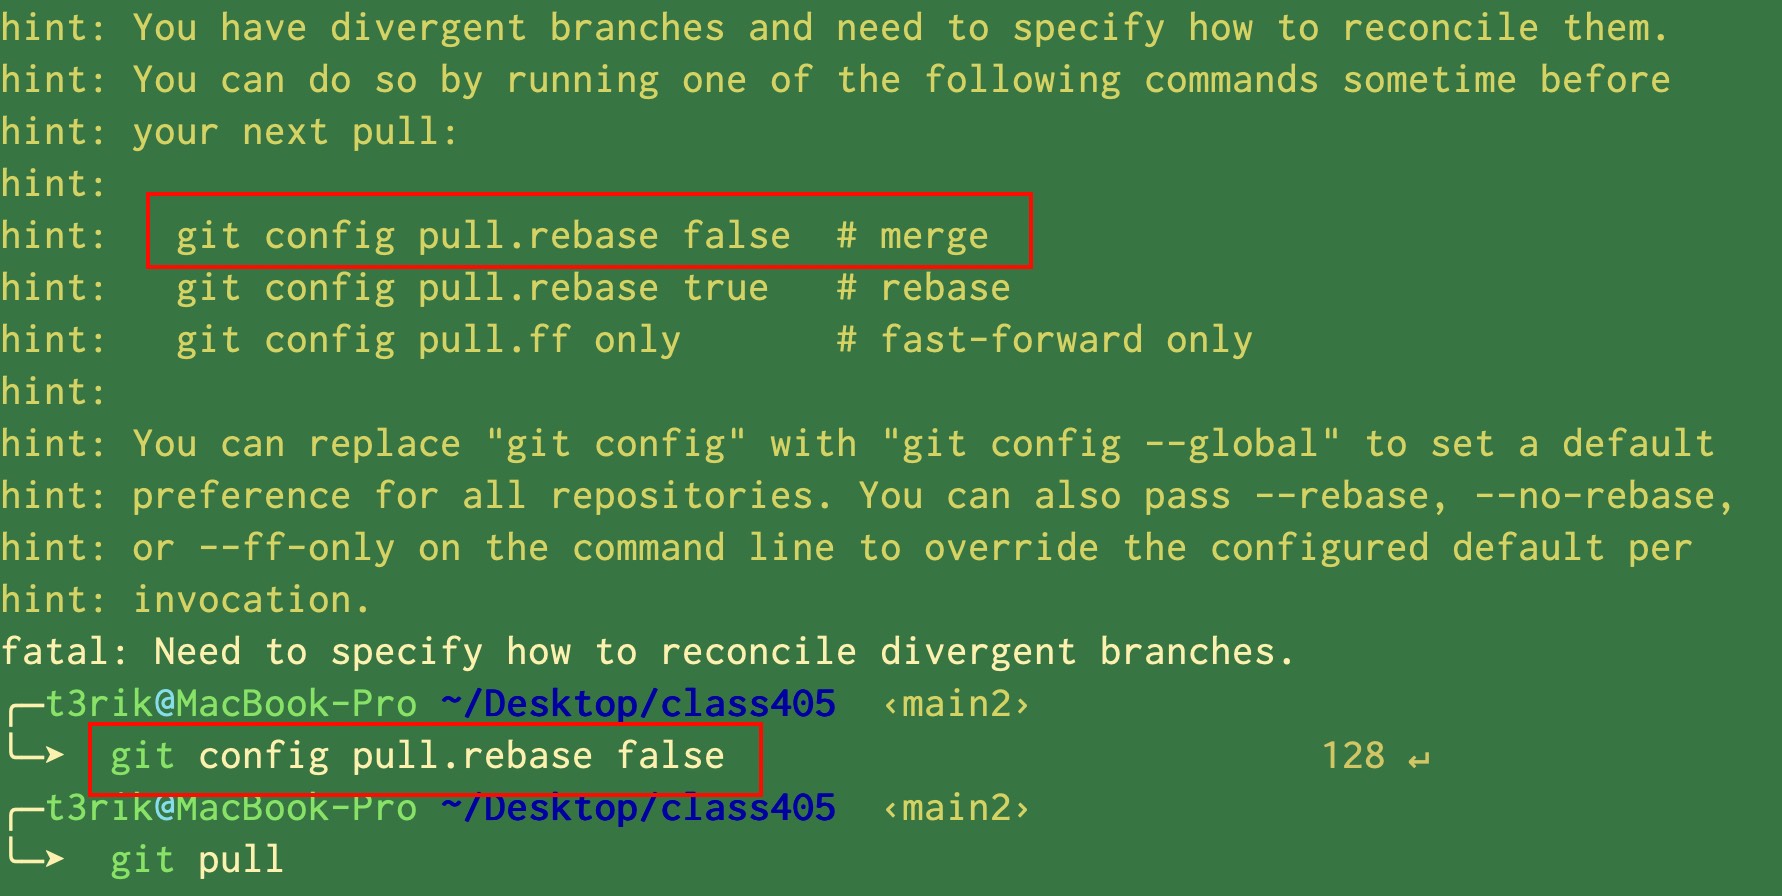 hint: You have divergent branches and need to specify how to reconcile them.
hint: You can do so by running one of the following commands sometime before
hint: your next pull:
hint:
hint:   git config pull.rebase false  # merge
hint:   git config pull.rebase true   # rebase
hint:   git config pull.ff only       # fast-forward only
hint:
hint: You can replace "git config" with "git config --global" to set a default
hint: preference for all repositories. You can also pass --rebase, --no-rebase,
hint: or --ff-only on the command line to override the configured default per
hint: invocation.
fatal: Need to specify how to reconcile divergent branches.
╭─t3rik@MacBook-Pro ~/Desktop/class405  ‹main2›
╰─➤  git config pull.rebase false                           128 ↵
╭─t3rik@MacBook-Pro ~/Desktop/class405  ‹main2›
╰─➤  git pull